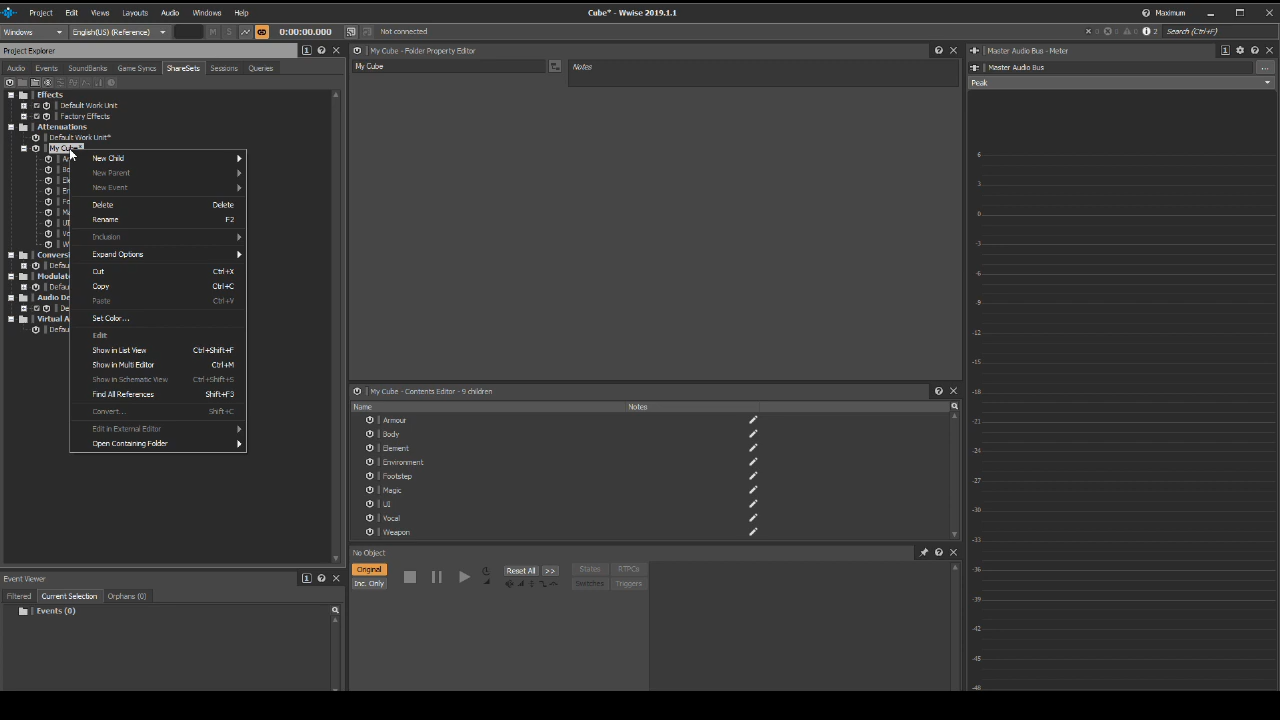 Project Edit Views Layouts Audio Windows Help Cube* - Wwise 2019.1.1 Maximum
Windows English(US) (Reference) M S 0:00:00.000 Not connected 2 Search (Ctrl+F)
Project Explorer 1
Audio Events SoundBanks Game Syncs ShareSets Sessions Queries
Effects
Default Work Unit
Factory Effects
Attenuations
Default Work Unit*
New Child
New Parent
New Event
Delete Delete
Rename F2
Inclusion
Expand Options
Cut Ctrl+X
Copy Ctrl+C
Paste Ctrl+V
Set Color...
Edit
Show in List View Ctrl+Shift+F
Show in Multi Editor Ctrl+M
Show in Schematic View Ctrl+Shift+S
Find All References Shift+F3
Convert... Shift+C
Edit in External Editor
Open Containing Folder
Event Viewer 1
Filtered Current Selection Orphans (0)
Events (0)
My Cube - Folder Property Editor
My Cube Notes
My Cube - Contents Editor - 9 children
Name Notes
Armour
Body
Element
Environment
Footstep
Magic
UI
Vocal
Weapon
No Object
Original
Inc. Only
Reset All >>
States RTPCs
Switches Triggers
Master Audio Bus - Meter 1
Master Audio Bus ...
Peak
6
3
0
-3
-6
-9
-12
-15
-18
-21
-24
-27
-30
-33
-36
-39
-42
-45
-48